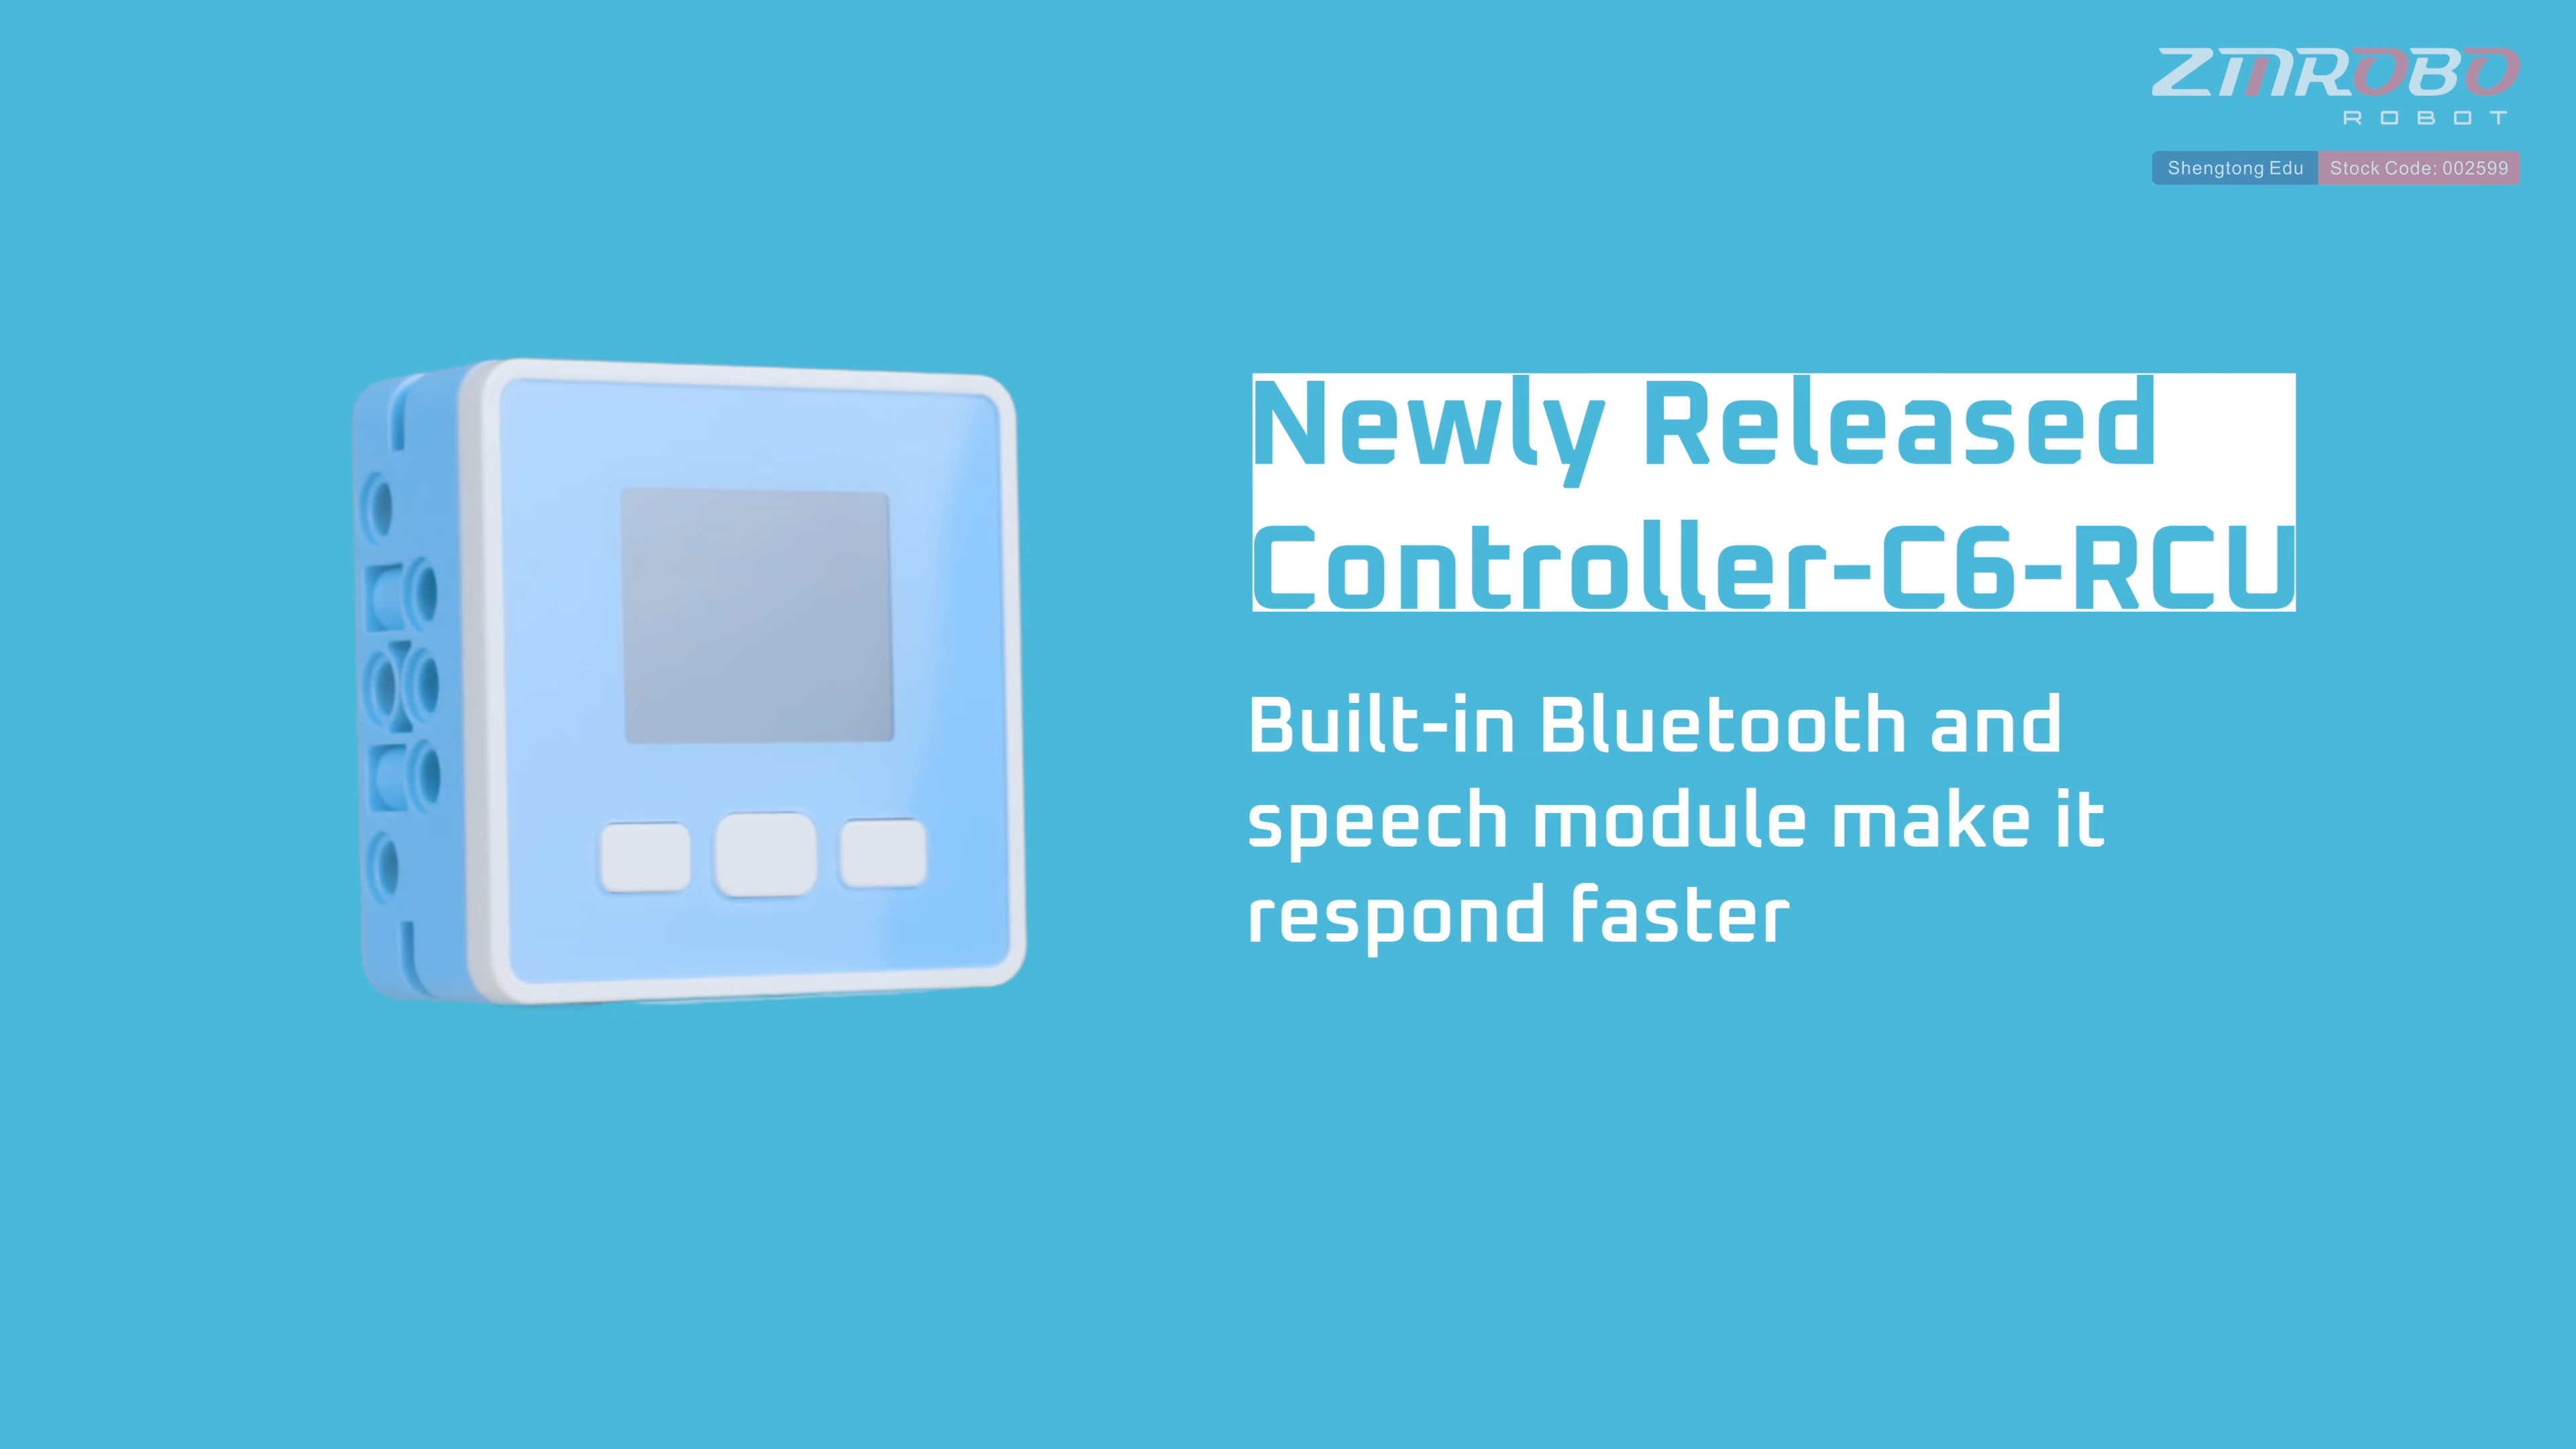 ZMROBO
ROBOT
Shengtong Edu Stock Code: 002599
Newly Released
Controller-C6-RCU
Built-in Bluetooth and
speech module make it
respond faster